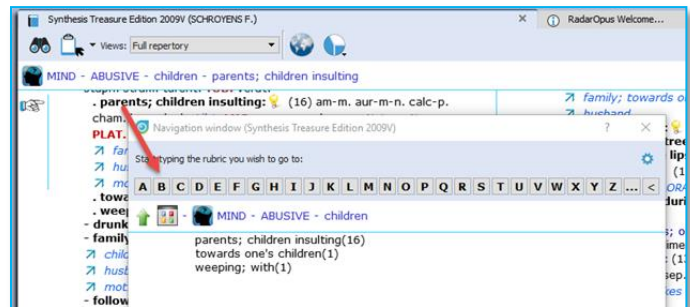 Synthesis Treasure Edition 2009V (SCHROYENS F.)
RadarOpus Welcome...
Views: Full repertory
MIND - ABUSIVE - children - parents; children insulting
. parents; children insulting: (16) am-m. aur-m-n. calc-p.
cham.
PLAT.
family; towards o
husband
Navigation window (Synthesis Treasure Edition 2009V)
Start typing the rubric you wish to go to:
A B C D E F G H I J K L M N O P Q R S T U V W X Y Z ... <
MIND - ABUSIVE - children
parents; children insulting(16)
towards one's children(1)
weeping; with(1)
. towa
. weep
- drunk
- family
chil
husb
mot
- follow